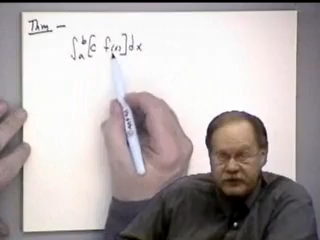 Thm -
∫ₐᵇ [c f(x)] dx